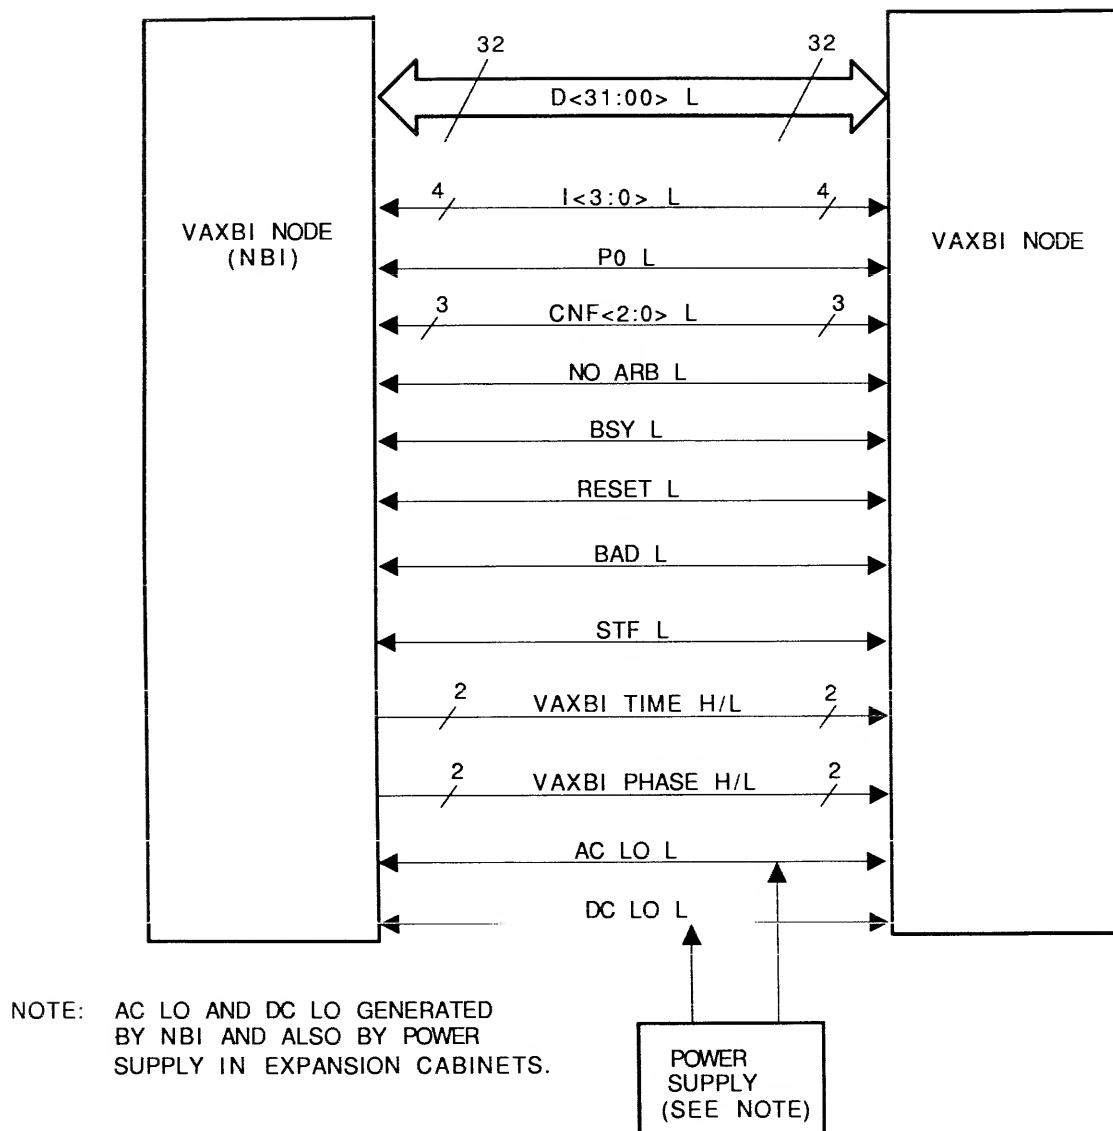 32 32
D<31:00> L
4 I<3:0> L 4
VAXBI NODE
(NBI)
VAXBI NODE
P0 L
3 CNF<2:0> L 3
NO ARB L
BSY L
RESET L
BAD L
STF L
2 VAXBI TIME H/L 2
2 VAXBI PHASE H/L 2
AC LO L
DC LO L
NOTE: AC LO AND DC LO GENERATED
BY NBI AND ALSO BY POWER
SUPPLY IN EXPANSION CABINETS.
POWER
SUPPLY
(SEE NOTE)